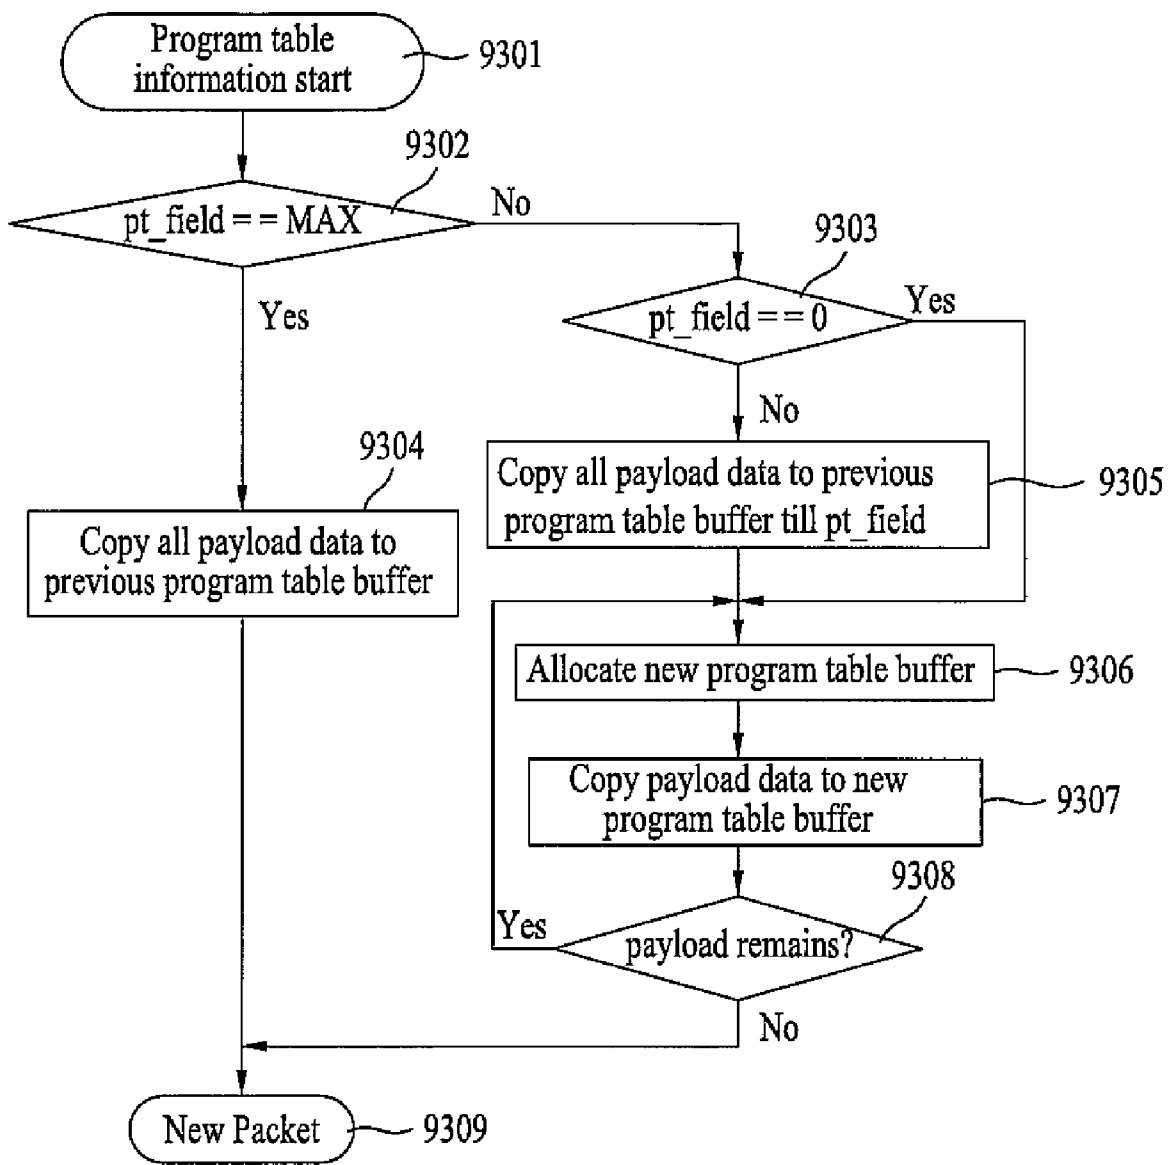 Program table
information start
9301
9302
pt_field = = MAX
No
Yes
9303
pt_field = = 0
Yes
No
9304
Copy all payload data to
previous program table buffer
Copy all payload data to previous
program table buffer till pt_field
9305
Allocate new program table buffer
9306
Copy payload data to new
program table buffer
9307
9308
payload remains?
Yes
No
New Packet
9309